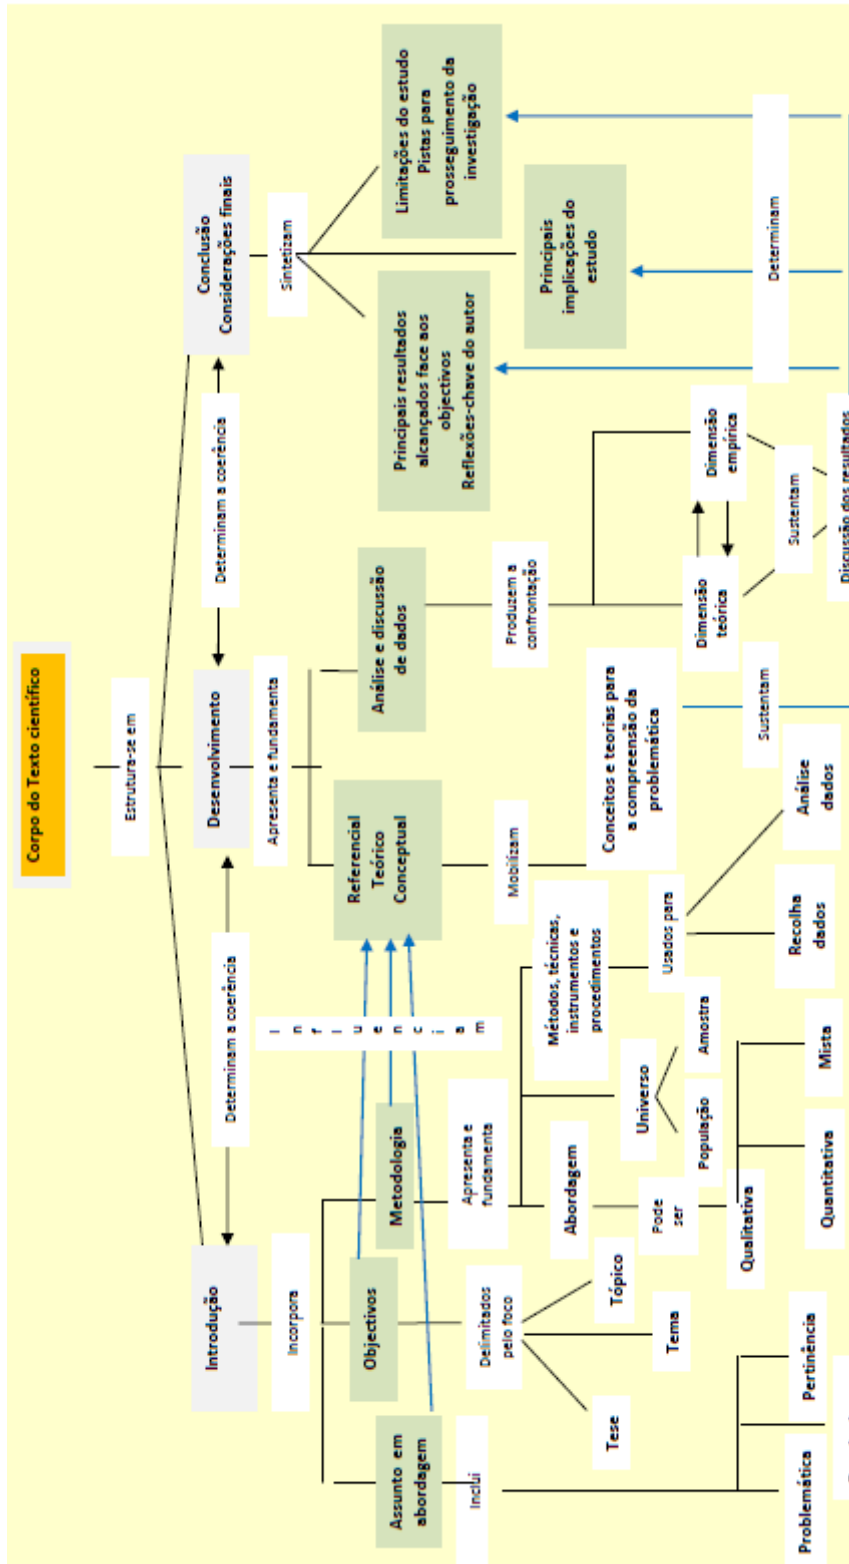 Corpo do Texto científico
Estrutura-se em
Introdução
Determinam a coerência
Desenvolvimento
Determinam a coerência
Conclusão
Considerações finais
Incorpora
Apresenta e fundamenta
Sintetizam
Assunto em
abordagem
Objectivos
Metodologia
I
n
f
l
u
e
n
c
i
a
m
Referencial
Teórico
Conceptual
Análise e discussão
de dados
Principais resultados
alcançados face aos
objectivos
Reflexões-chave do autor
Principais
implicações do
estudo
Limitações do estudo
Pistas para
prosseguimento da
investigação
Inclui
Delimitados
pelo foco
Apresenta e
fundamenta
Mobilizam
Produzem a
confrontação
Tese
Tema
Tópico
Abordagem
Universo
Métodos, técnicas,
instrumentos e
procedimentos
Conceitos e teorias para
a compreensão da
problemática
Dimensão
teórica
Dimensão
empírica
Pode
ser
População
Amostra
Usados para
Sustentam
Sustentam
Determinam
Problemática
Pertinência
Qualitativa
Quantitativa
Mista
Recolha
dados
Análise
dados
Discussão dos resultados